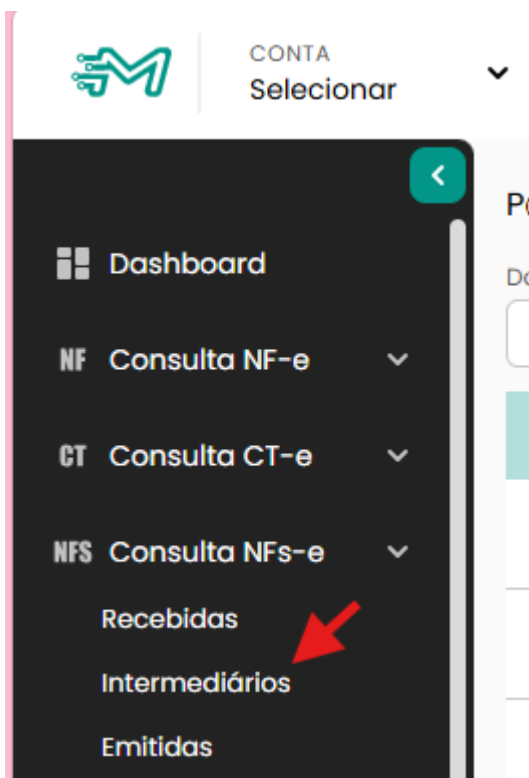 CONTA
Selecionar
Dashboard
NF Consulta NF-e
CT Consulta CT-e
NFS Consulta NFs-e
Recebidas
Intermediários
Emitidas